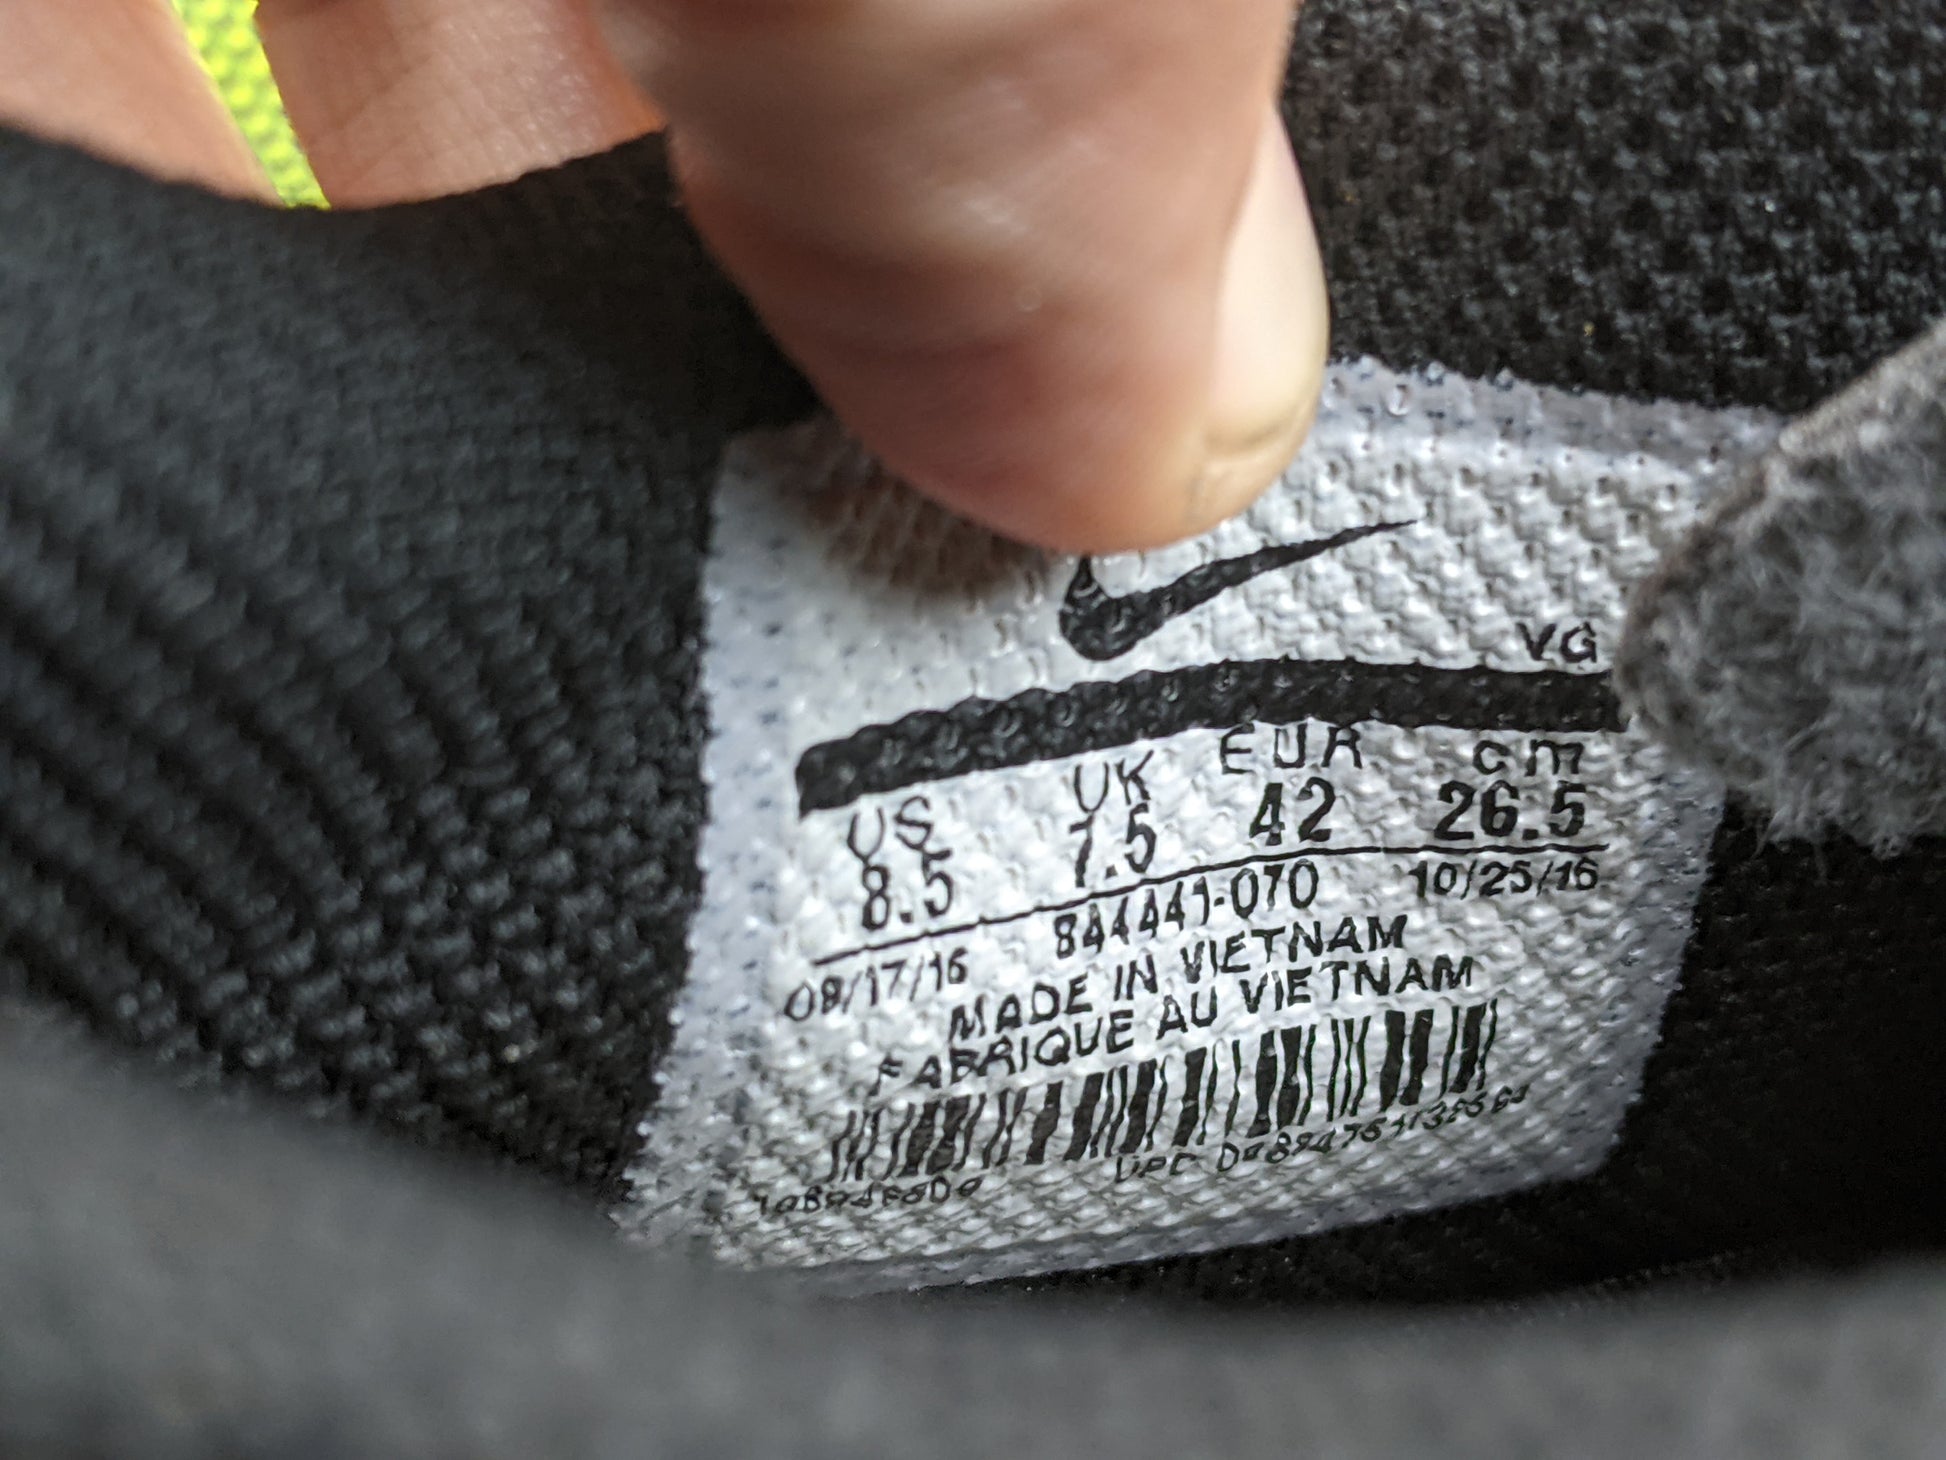 VG
US UK EUR cm
8.5 7.5 42 26.5
08/17/16 844441-070 10/25/16
MADE IN VIETNAM
FABRIQUE AU VIETNAM
UPC